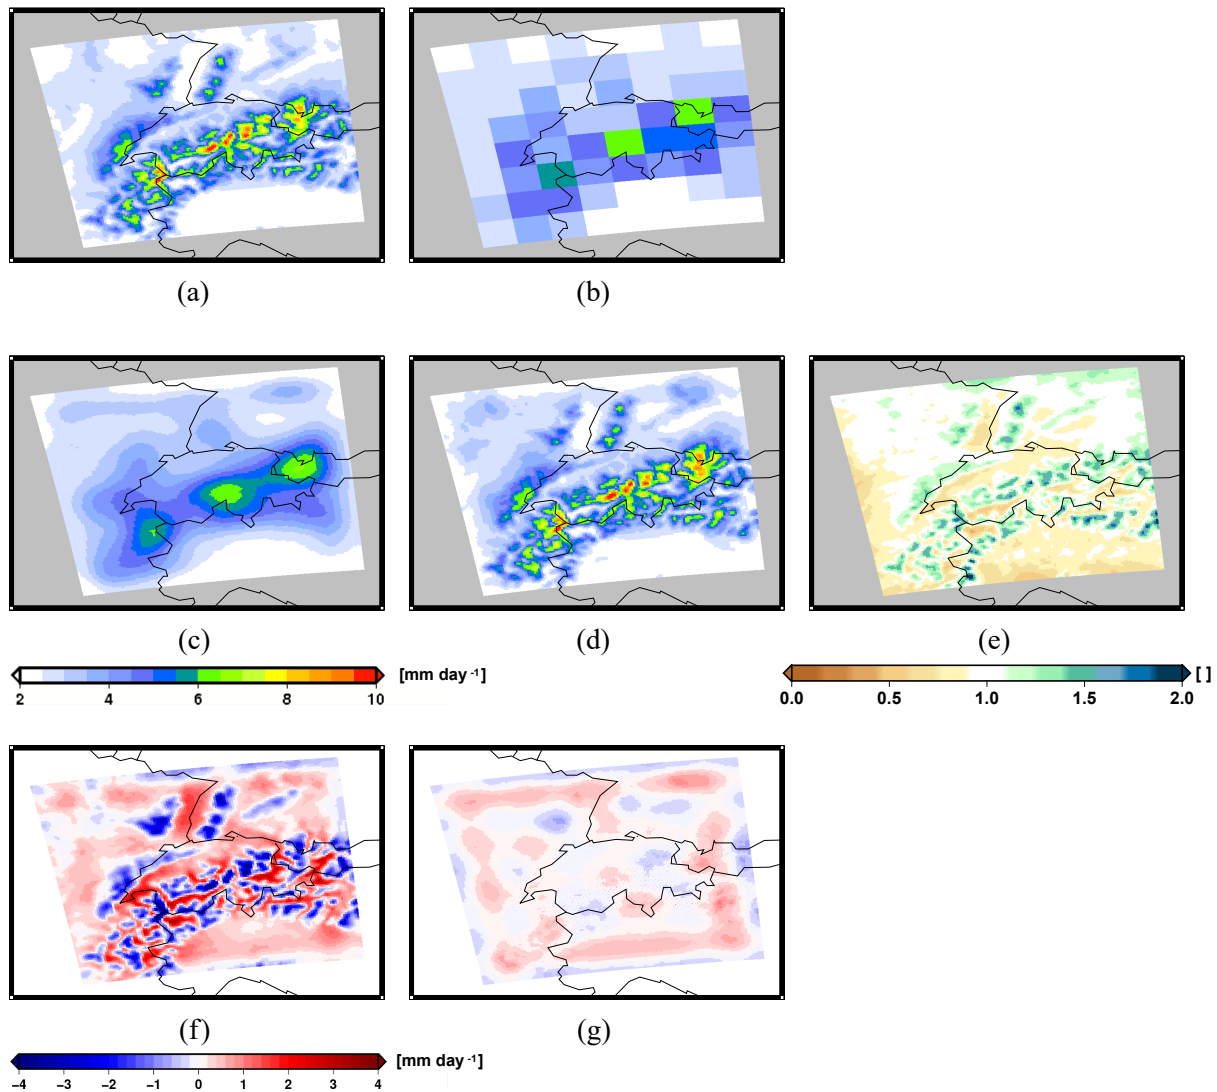 (a) (b)
(c) (d) (e)
2 4 6 8 10 [mm day -1]
0.0 0.5 1.0 1.5 2.0 [ ]
(f) (g)
−4 −3 −2 −1 0 1 2 3 4 [mm day -1]